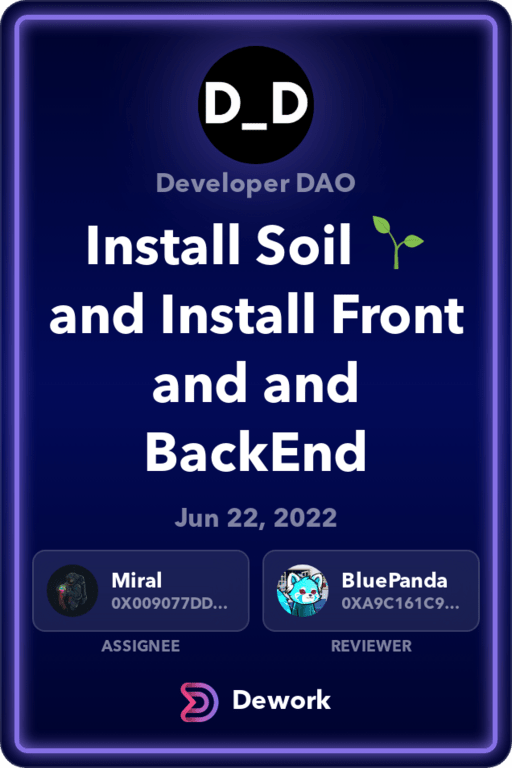 D_D
Developer DAO
Install Soil 🌱
and Install Front
and and
BackEnd
Jun 22, 2022
Miral
0X009077DD...
ASSIGNEE
BluePanda
0XA9C161C9...
REVIEWER
Dework